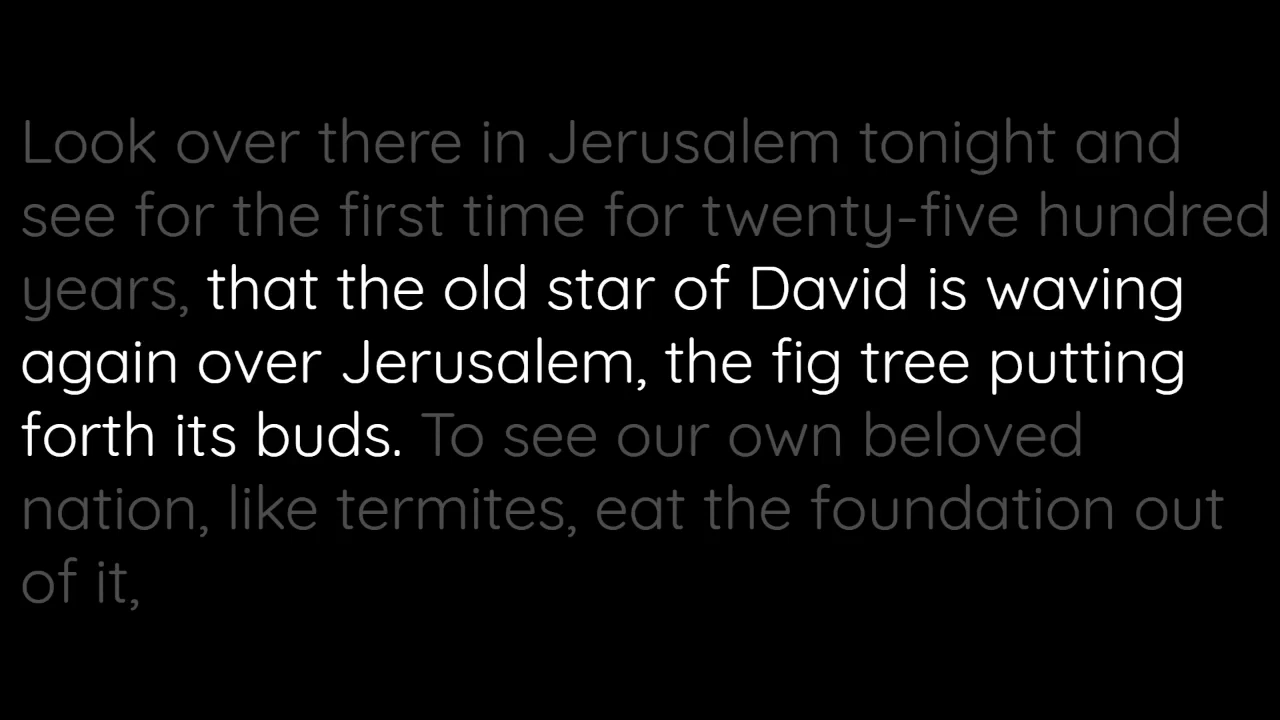 Look over there in Jerusalem tonight and
see for the first time for twenty-five hundred
years, that the old star of David is waving
again over Jerusalem, the fig tree putting
forth its buds. To see our own beloved
nation, like termites, eat the foundation out
of it,